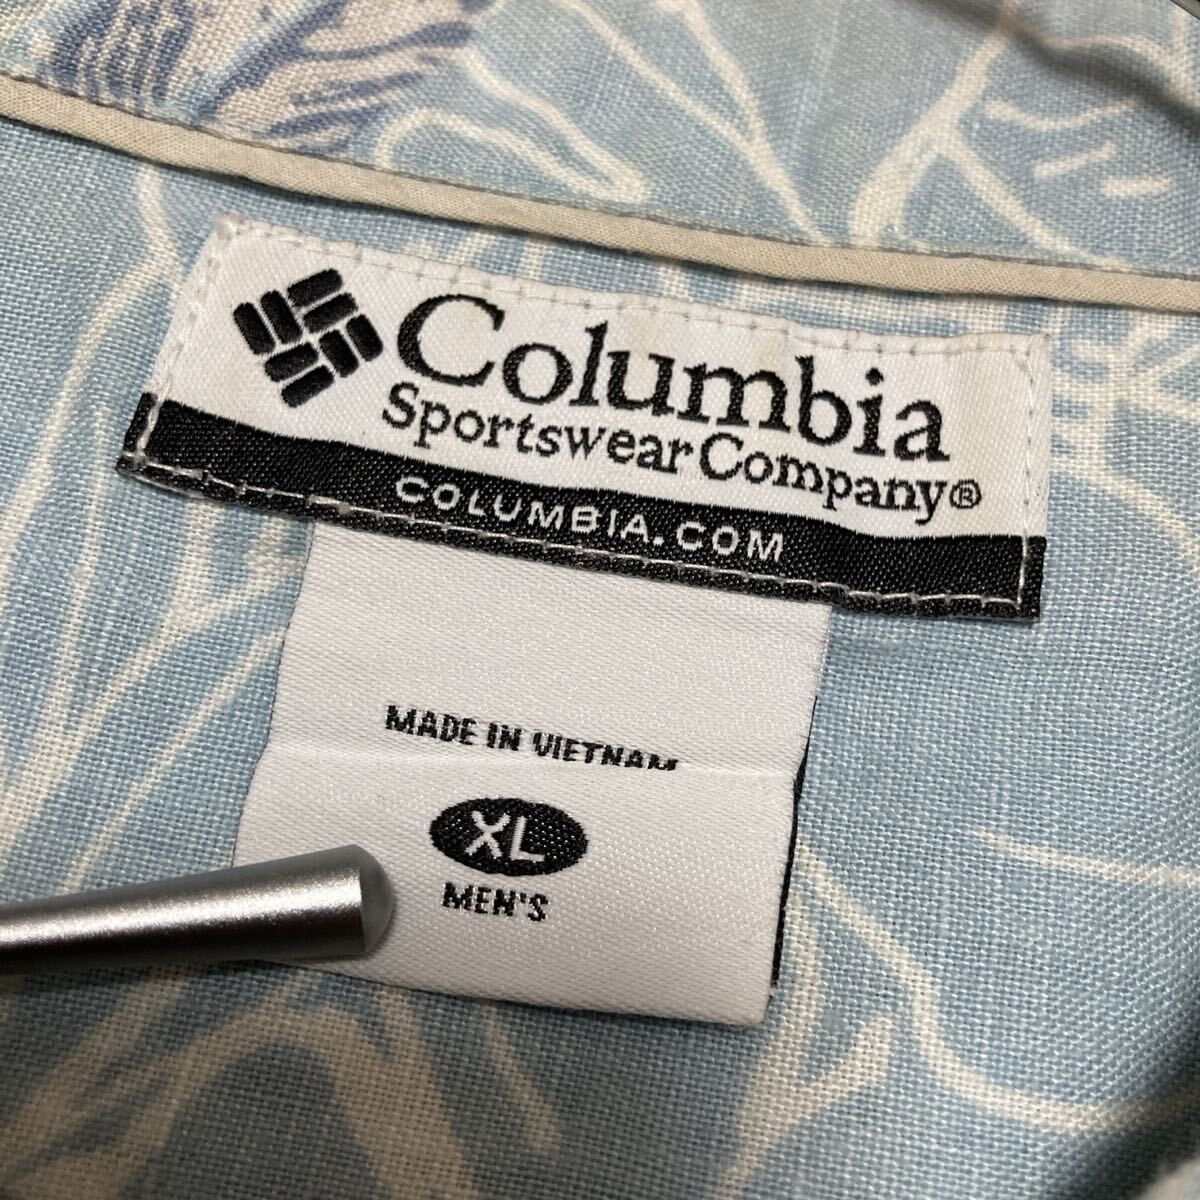 Columbia
Sportswear Company®
COLUMBIA.COM
MADE IN VIETNAM
XL
MEN'S